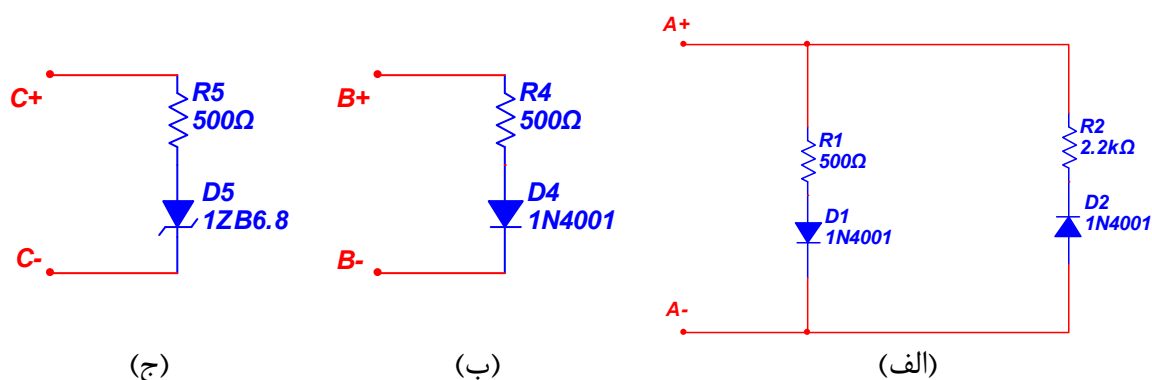 C+
R5
500Ω
D5
1ZB6.8
C-
(ج)
B+
R4
500Ω
D4
1N4001
B-
(ب)
A+
R1
500Ω
D1
1N4001
R2
2.2kΩ
D2
1N4001
A-
(الف)